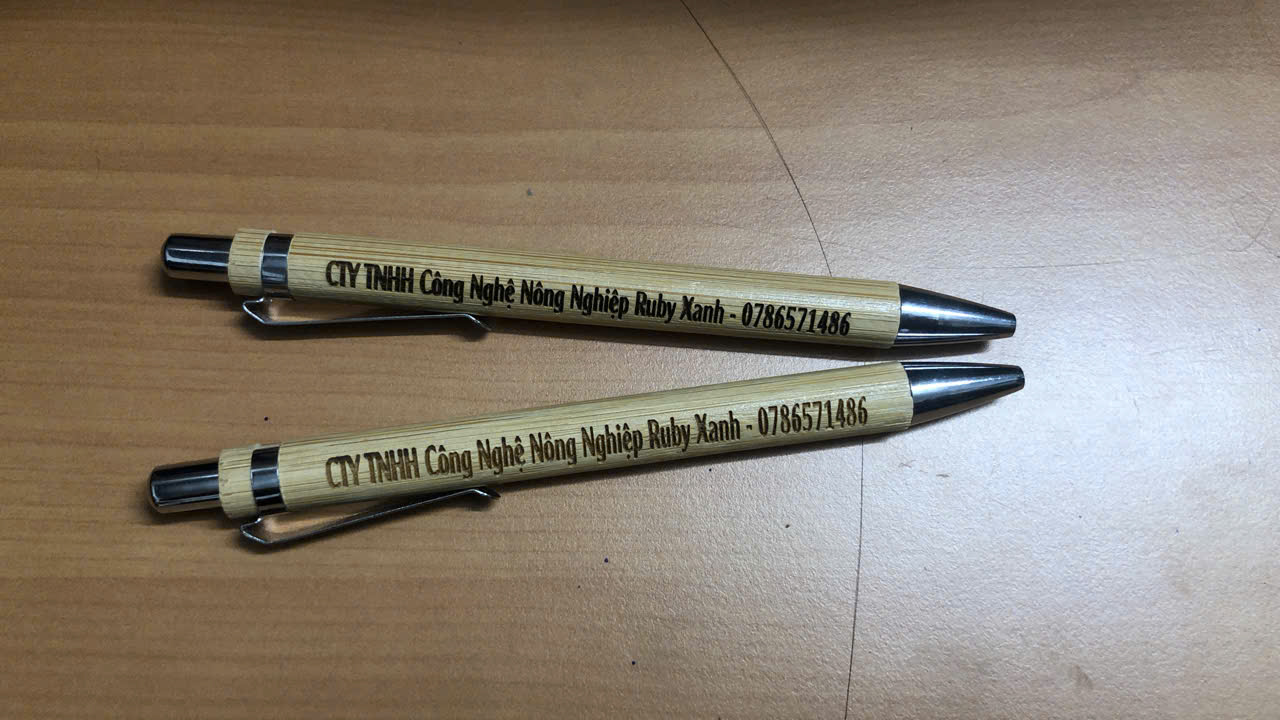 CTY TNHH Công Nghệ Nông Nghiệp Ruby Xanh - 0786571486
CTY TNHH Công Nghệ Nông Nghiệp Ruby Xanh - 0786571486